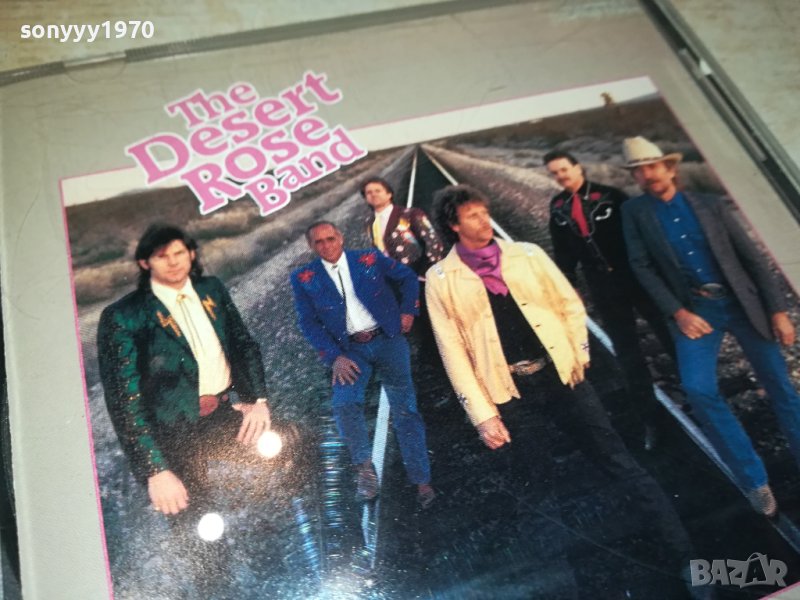 sonyyy1970
The
Desert
Rose
Band
BAZAR